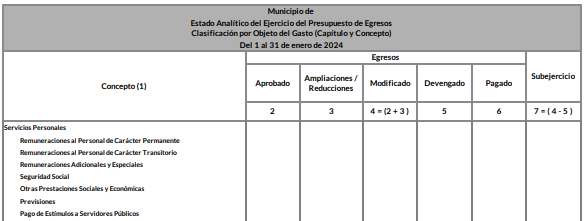 Municipio de
Estado Analítico del Ejercicio del Presupuesto de Egresos
Clasificación por Objeto del Gasto (Capítulo y Concepto)
Del 1 al 31 de enero de 2024
Concepto (1)
Egresos
Subejercicio
Aprobado
Ampliaciones /
Reducciones
Modificado
Devengado
Pagado
2
3
4 = (2 + 3 )
5
6
7 = ( 4 - 5 )
Servicios Personales
Remuneraciones al Personal de Carácter Permanente
Remuneraciones al Personal de Carácter Transitorio
Remuneraciones Adicionales y Especiales
Seguridad Social
Otras Prestaciones Sociales y Económicas
Previsiones
Pago de Estímulos a Servidores Públicos